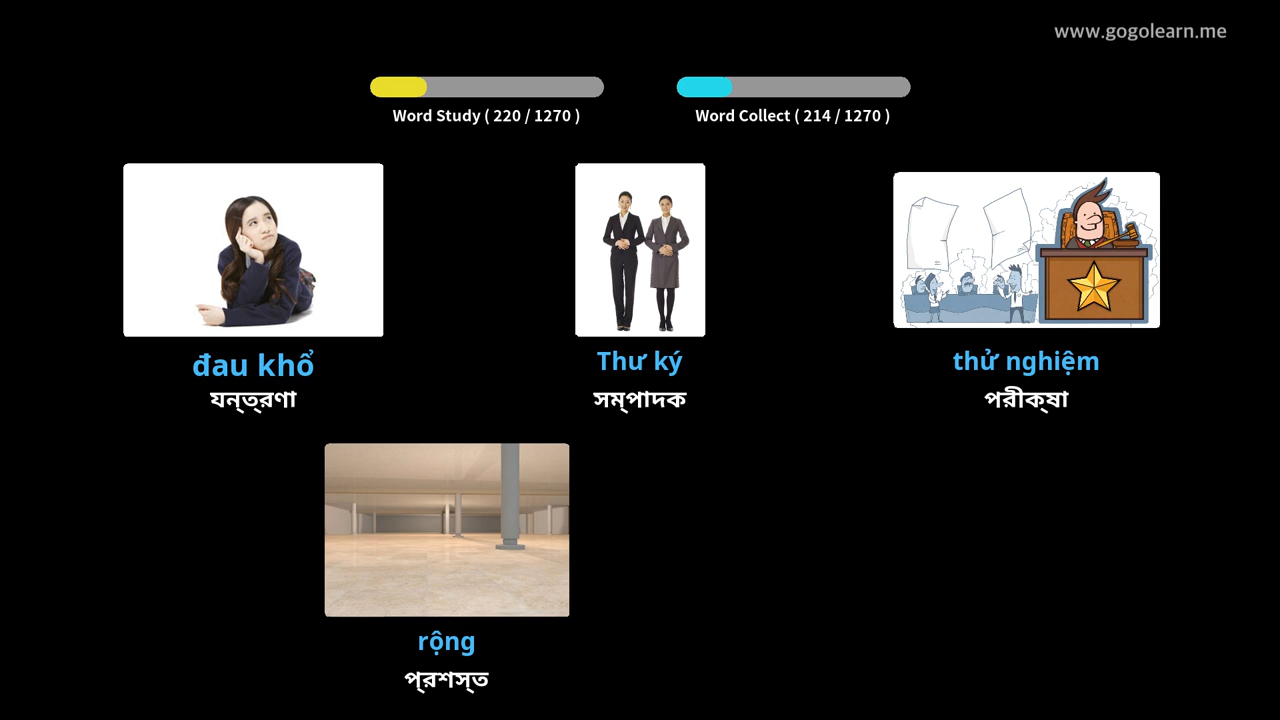 www.gogolearn.me
Word Study ( 220 / 1270 )
Word Collect ( 214 / 1270 )
đau khổ
যন্ত্রণা
Thư ký
সম্পাদক
thử nghiệm
পরীক্ষা
rộng
প্রশস্ত